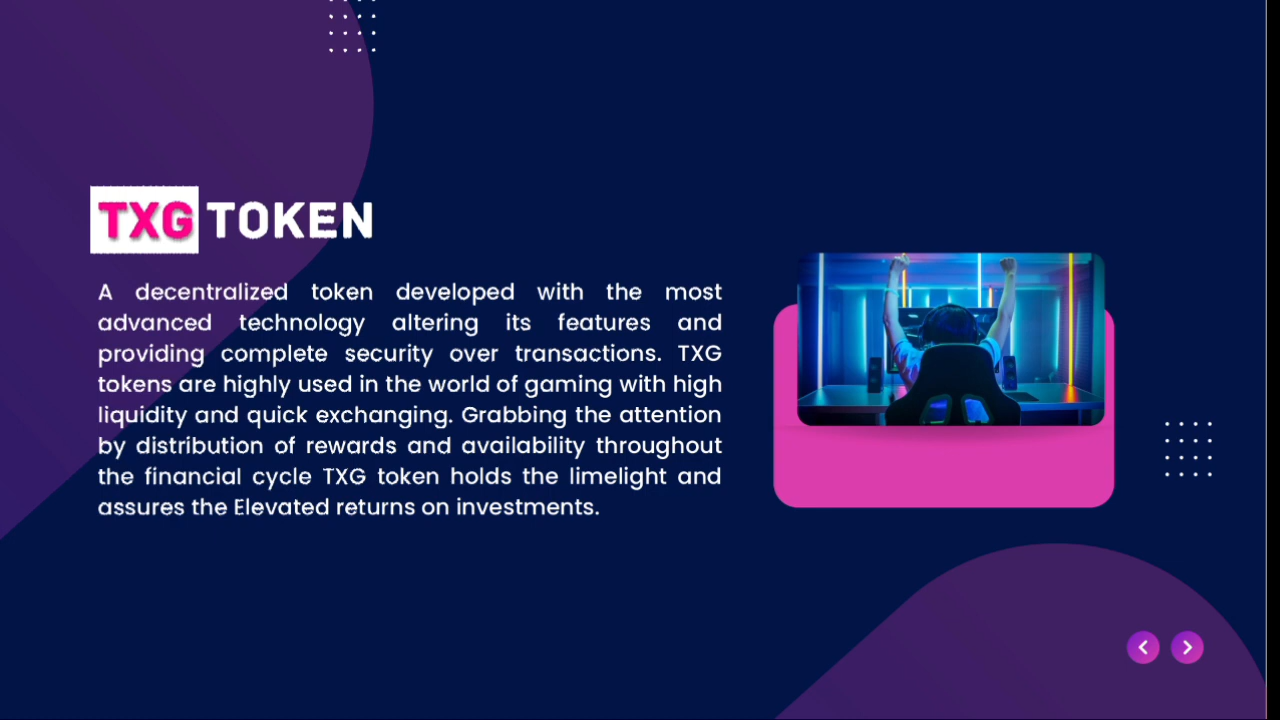 TXG TOKEN
A decentralized token developed with the most
advanced technology altering its features and
providing complete security over transactions. TXG
tokens are highly used in the world of gaming with high
liquidity and quick exchanging. Grabbing the attention
by distribution of rewards and availability throughout
the financial cycle TXG token holds the limelight and
assures the Elevated returns on investments.